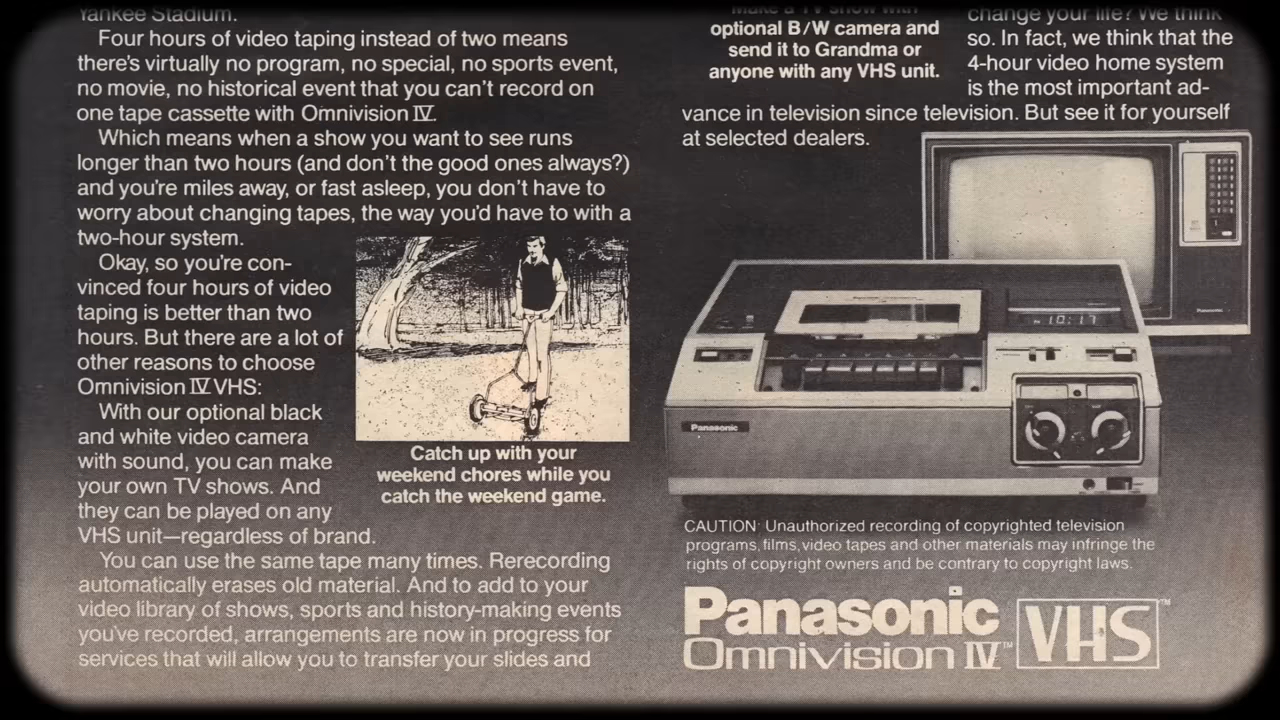 Yankee Stadium.
Four hours of video taping instead of two means
there's virtually no program, no special, no sports event,
no movie, no historical event that you can't record on
one tape cassette with Omnivision IV.
Which means when a show you want to see runs
longer than two hours (and don't the good ones always?)
and you're miles away, or fast asleep, you don't have to
worry about changing tapes, the way you'd have to with a
two-hour system.
Okay, so you're con-
vinced four hours of video
taping is better than two
hours. But there are a lot of
other reasons to choose
Omnivision IV VHS:
With our optional black
and white video camera
with sound, you can make
your own TV shows. And
they can be played on any
VHS unit—regardless of brand.
You can use the same tape many times. Rerecording
automatically erases old material. And to add to your
video library of shows, sports and history-making events
you've recorded, arrangements are now in progress for
services that will allow you to transfer your slides and
Catch up with your
weekend chores while you
catch the weekend game.
Make a TV show with
optional B/W camera and
send it to Grandma or
anyone with any VHS unit.
change your life? We think
so. In fact, we think that the
4-hour video home system
is the most important ad-
vance in television since television. But see it for yourself
at selected dealers.
10:17
Panasonic
Panasonic
CAUTION: Unauthorized recording of copyrighted television
programs, films, video tapes and other materials may infringe the
rights of copyright owners and be contrary to copyright laws.
Panasonic
Omnivision IV™
VHS™